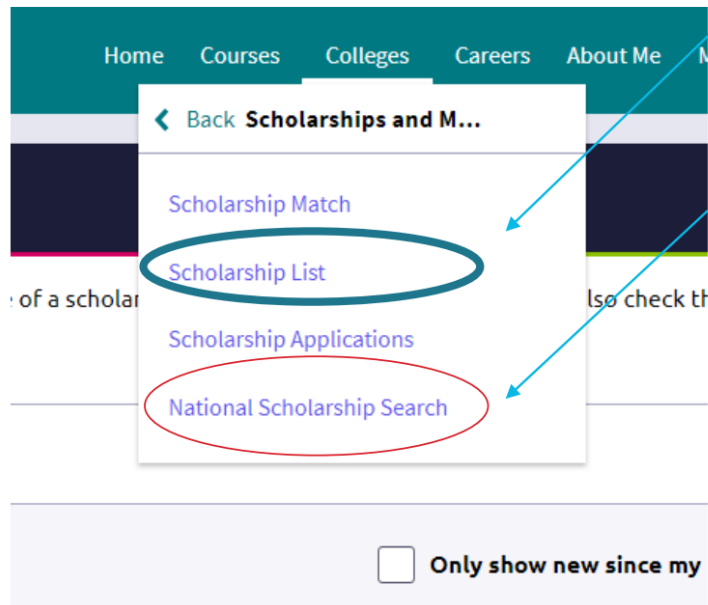 Home Courses Colleges Careers About Me M
Back Scholarships and M...
Scholarship Match
Scholarship List
of a scholar lso check th
Scholarship Applications
National Scholarship Search
Only show new since my